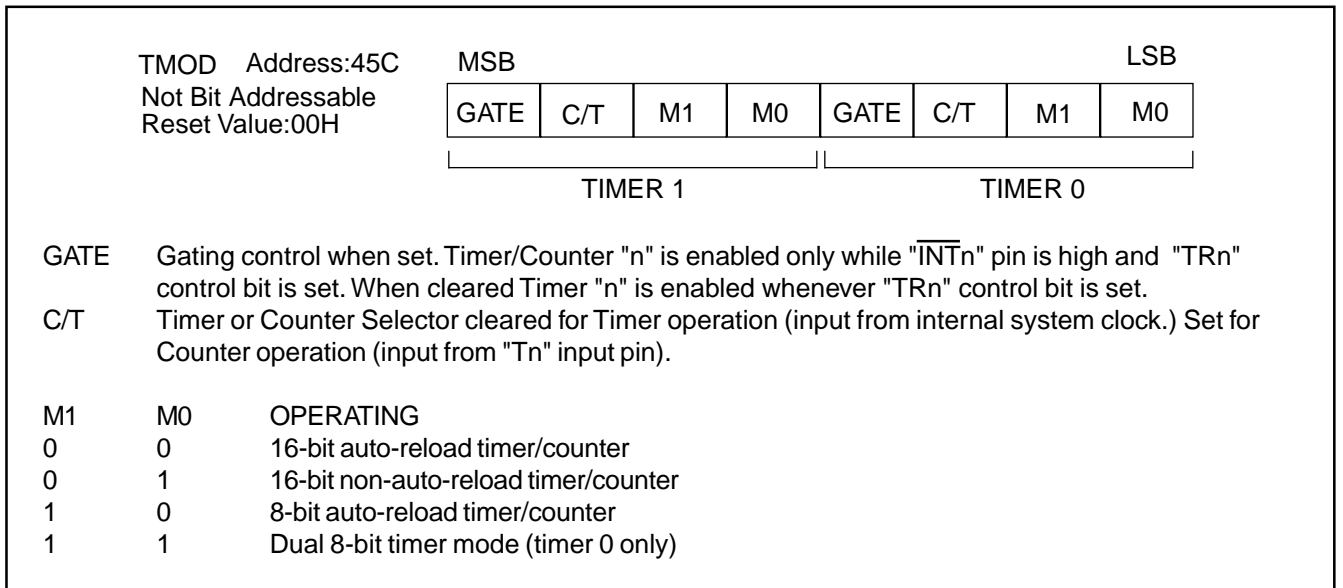 TMOD Address:45C MSB LSB
Not Bit Addressable
Reset Value:00H
GATE C/T M1 M0 GATE C/T M1 M0
TIMER 1 TIMER 0
GATE Gating control when set. Timer/Counter "n" is enabled only while "I̅N̅T̅n" pin is high and "TRn"
control bit is set. When cleared Timer "n" is enabled whenever "TRn" control bit is set.
C/T Timer or Counter Selector cleared for Timer operation (input from internal system clock.) Set for
Counter operation (input from "Tn" input pin).
M1 M0 OPERATING
0 0 16-bit auto-reload timer/counter
0 1 16-bit non-auto-reload timer/counter
1 0 8-bit auto-reload timer/counter
1 1 Dual 8-bit timer mode (timer 0 only)